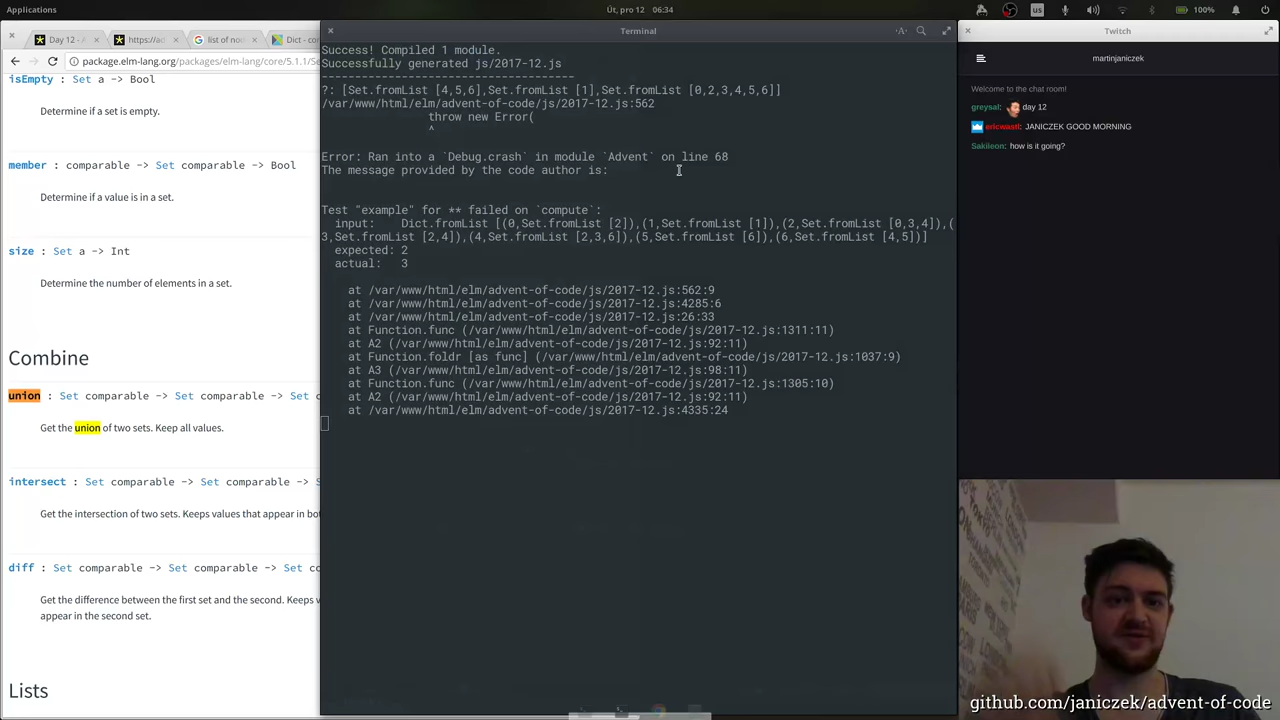 Applications
Út, pro 12 06:34
us
100%
Day 12 -
https://ad
list of no
Dict - co
package.elm-lang.org/packages/elm-lang/core/5.1.1/S
isEmpty : Set a -> Bool
Determine if a set is empty.
member : comparable -> Set comparable -> Bool
Determine if a value is in a set.
size : Set a -> Int
Determine the number of elements in a set.
Combine
union : Set comparable -> Set comparable -> Set c
Get the union of two sets. Keep all values.
intersect : Set comparable -> Set comparable -> S
Get the intersection of two sets. Keeps values that appear in bot
diff : Set comparable -> Set comparable -> Set co
Get the difference between the first set and the second. Keeps v
appear in the second set.
Lists
Terminal
Success! Compiled 1 module.
Successfully generated js/2017-12.js
--------------------------------------
?: [Set.fromList [4,5,6],Set.fromList [1],Set.fromList [0,2,3,4,5,6]]
/var/www/html/elm/advent-of-code/js/2017-12.js:562
throw new Error(
^
Error: Ran into a `Debug.crash` in module `Advent` on line 68
The message provided by the code author is:
Test "example" for ** failed on `compute`:
input: Dict.fromList [(0,Set.fromList [2]),(1,Set.fromList [1]),(2,Set.fromList [0,3,4]),(
3,Set.fromList [2,4]),(4,Set.fromList [2,3,6]),(5,Set.fromList [6]),(6,Set.fromList [4,5])]
expected: 2
actual: 3
at /var/www/html/elm/advent-of-code/js/2017-12.js:562:9
at /var/www/html/elm/advent-of-code/js/2017-12.js:4285:6
at /var/www/html/elm/advent-of-code/js/2017-12.js:26:33
at Function.func (/var/www/html/elm/advent-of-code/js/2017-12.js:1311:11)
at A2 (/var/www/html/elm/advent-of-code/js/2017-12.js:92:11)
at Function.foldr [as func] (/var/www/html/elm/advent-of-code/js/2017-12.js:1037:9)
at A3 (/var/www/html/elm/advent-of-code/js/2017-12.js:98:11)
at Function.func (/var/www/html/elm/advent-of-code/js/2017-12.js:1305:10)
at A2 (/var/www/html/elm/advent-of-code/js/2017-12.js:92:11)
at /var/www/html/elm/advent-of-code/js/2017-12.js:4335:24
Twitch
martinjaniczek
Welcome to the chat room!
greysal: day 12
ericwastl: JANICZEK GOOD MORNING
Sakiieon: how is it going?
github.com/janiczek/advent-of-code